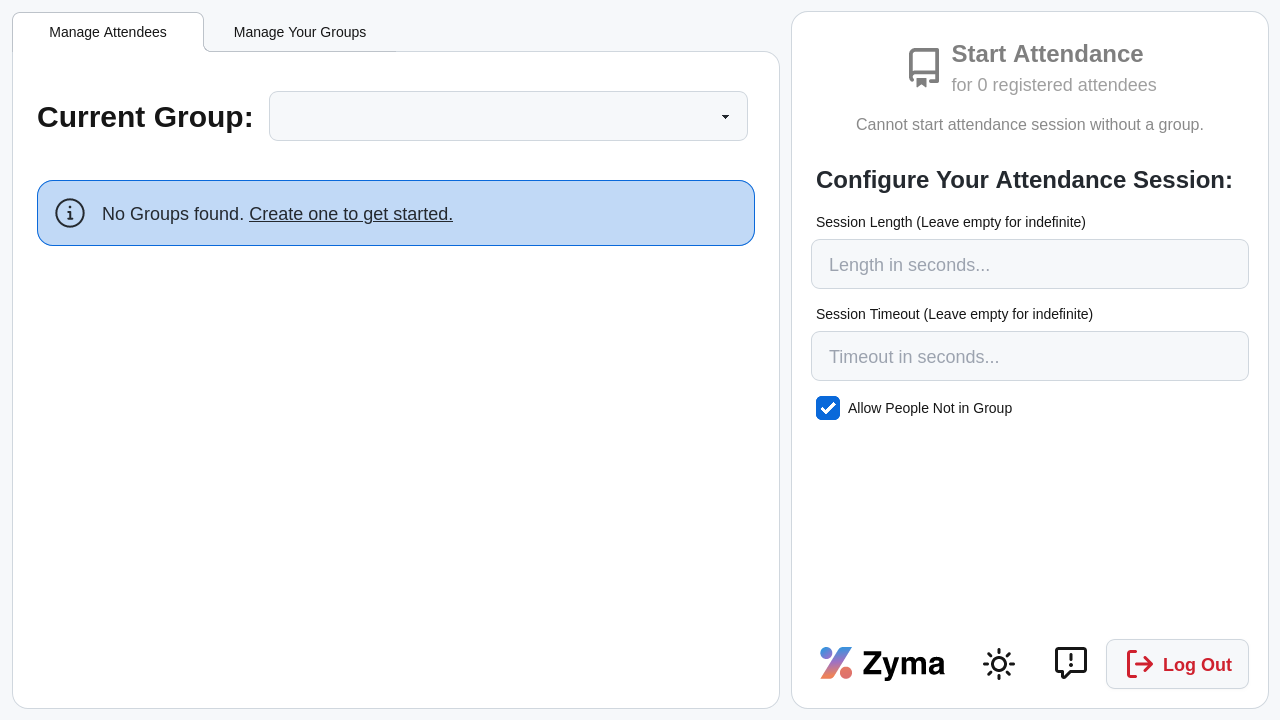 Manage Attendees
Manage Your Groups
Current Group:
No Groups found. Create one to get started.
Start Attendance
for 0 registered attendees
Cannot start attendance session without a group.
Configure Your Attendance Session:
Session Length (Leave empty for indefinite)
Length in seconds...
Session Timeout (Leave empty for indefinite)
Timeout in seconds...
Allow People Not in Group
Zyma
Log Out